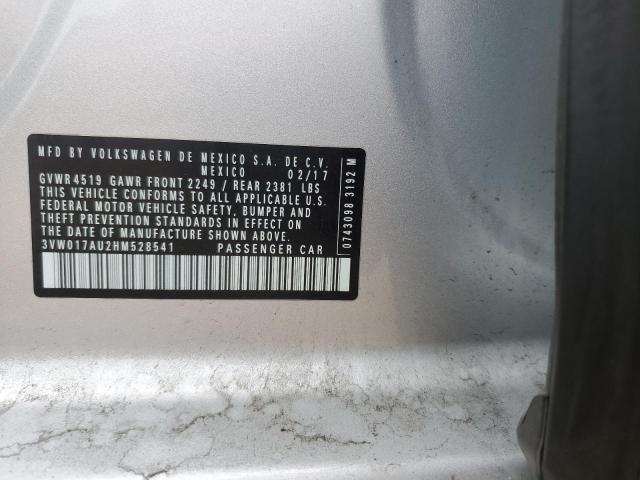 MFD BY VOLKSWAGEN DE MEXICO S.A. DE C.V.
MEXICO 02/17
GVWR 4519 GAWR FRONT 2249 / REAR 2381 LBS
THIS VEHICLE CONFORMS TO ALL APPLICABLE U.S.
FEDERAL MOTOR VEHICLE SAFETY, BUMPER AND
THEFT PREVENTION STANDARDS IN EFFECT ON
THE DATE OF MANUFACTURE SHOWN ABOVE.
3VW017AU2HM528541 PASSENGER CAR
0743098 3192 M